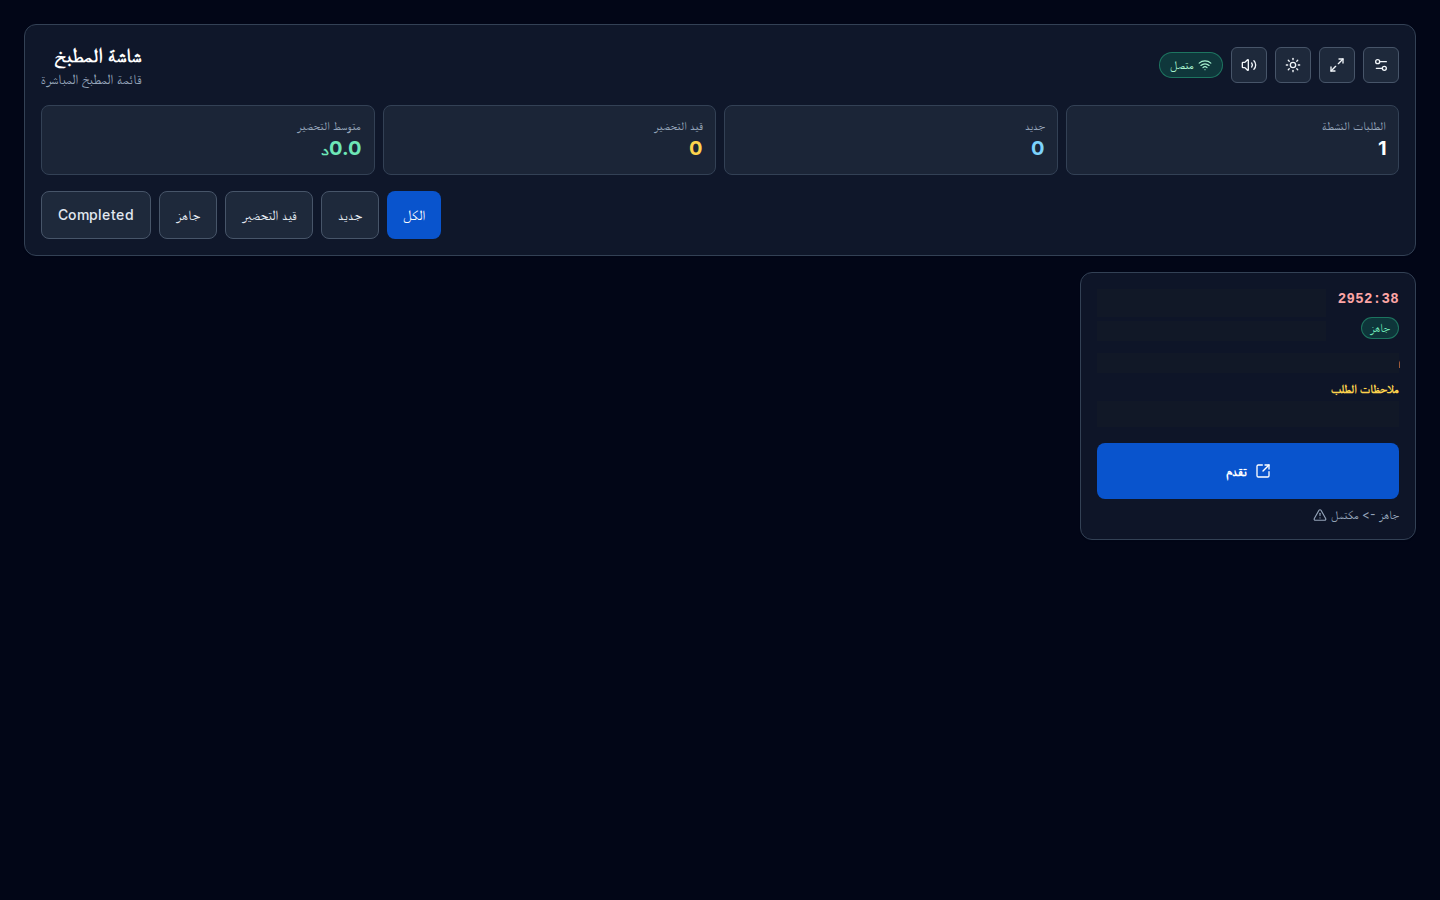 شاشة المطبخ
قائمة المطبخ المباشرة
متصل
الطلبات النشطة
1
جديد
0
قيد التحضير
0
متوسط التحضير
0.0د
الكل
جديد
قيد التحضير
جاهز
Completed
2952:38
جاهز
ملاحظات الطلب
تقدم
جاهز -> مكتمل